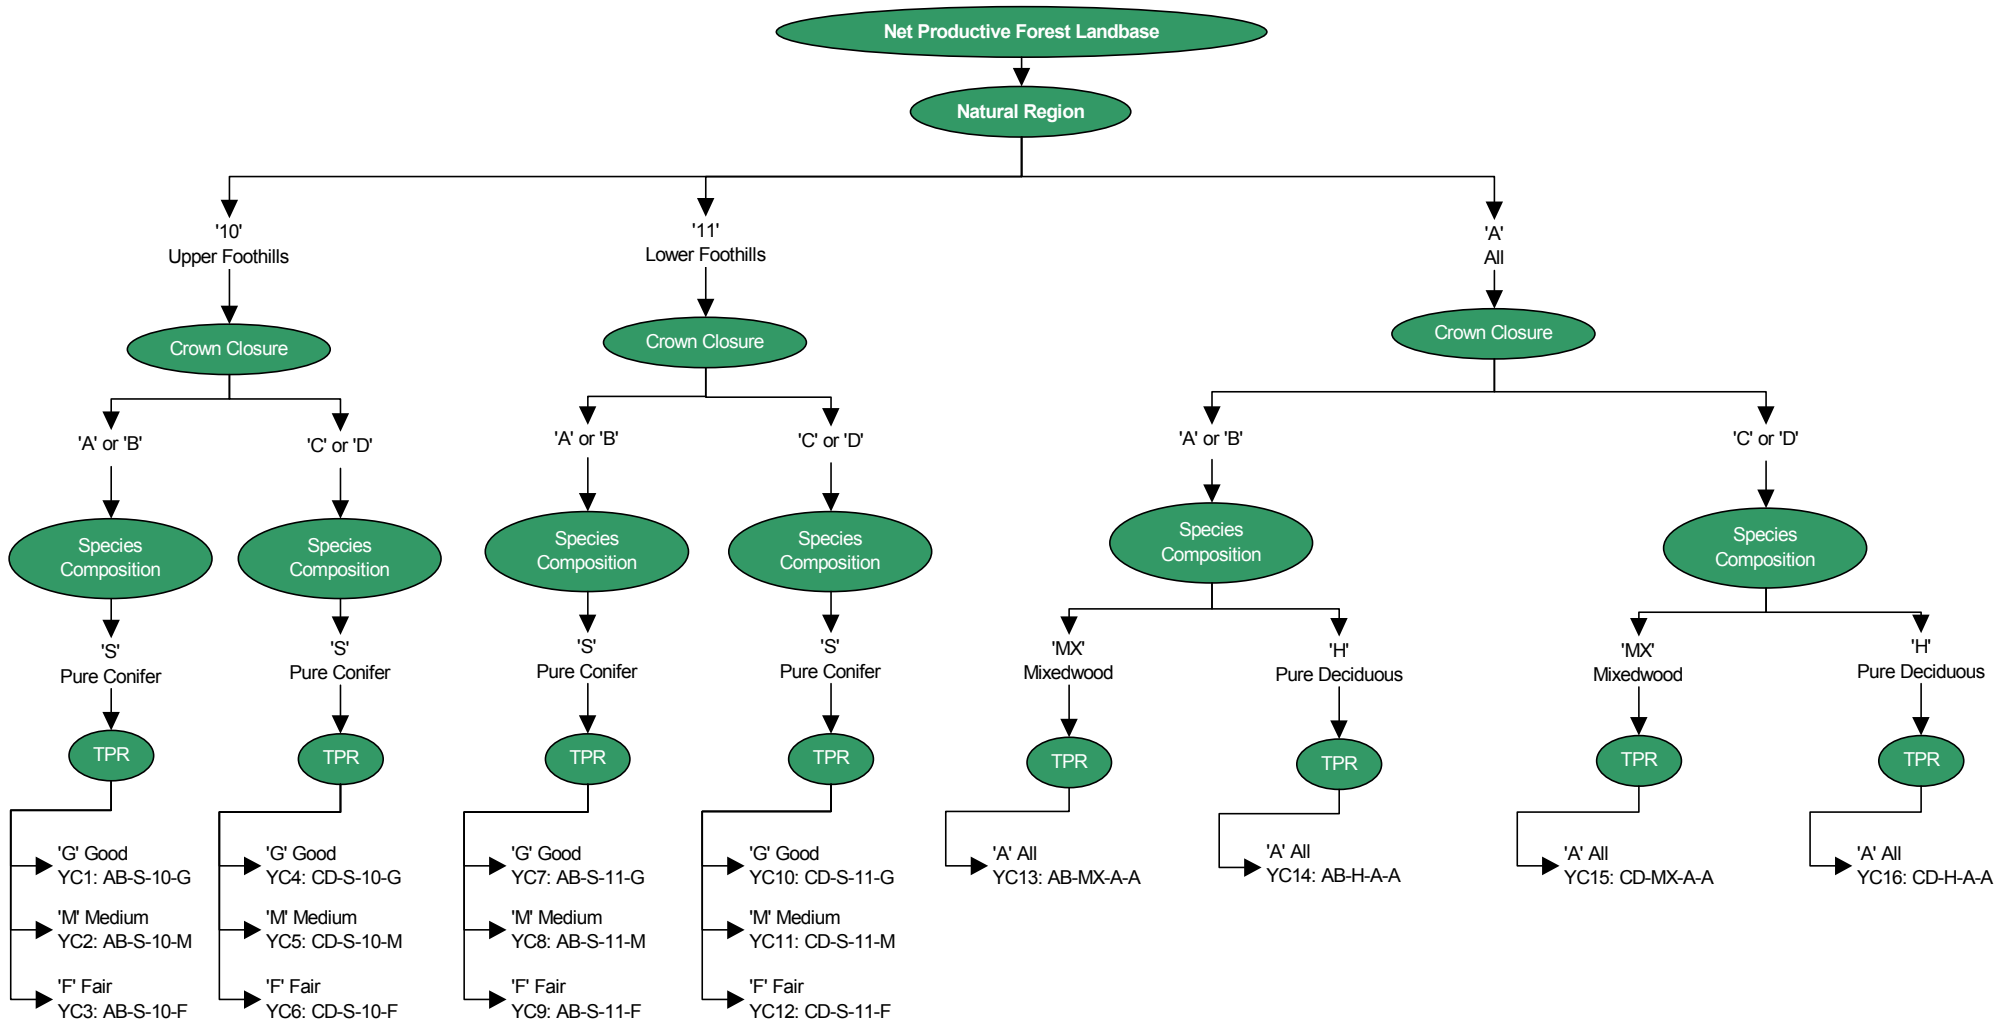 Net Productive Forest Landbase
Natural Region
'10'
Upper Foothills
'11'
Lower Foothills
'A'
All
Crown Closure
Crown Closure
Crown Closure
'A' or 'B'
'C' or 'D'
'A' or 'B'
'C' or 'D'
'A' or 'B'
'C' or 'D'
Species
Composition
Species
Composition
Species
Composition
Species
Composition
Species
Composition
Species
Composition
'S'
Pure Conifer
'S'
Pure Conifer
'S'
Pure Conifer
'S'
Pure Conifer
'MX'
Mixedwood
'H'
Pure Deciduous
'MX'
Mixedwood
'H'
Pure Deciduous
TPR
TPR
TPR
TPR
TPR
TPR
TPR
TPR
'G' Good
YC1: AB-S-10-G
'M' Medium
YC2: AB-S-10-M
'F' Fair
YC3: AB-S-10-F
'G' Good
YC4: CD-S-10-G
'M' Medium
YC5: CD-S-10-M
'F' Fair
YC6: CD-S-10-F
'G' Good
YC7: AB-S-11-G
'M' Medium
YC8: AB-S-11-M
'F' Fair
YC9: AB-S-11-F
'G' Good
YC10: CD-S-11-G
'M' Medium
YC11: CD-S-11-M
'F' Fair
YC12: CD-S-11-F
'A' All
YC13: AB-MX-A-A
'A' All
YC14: AB-H-A-A
'A' All
YC15: CD-MX-A-A
'A' All
YC16: CD-H-A-A